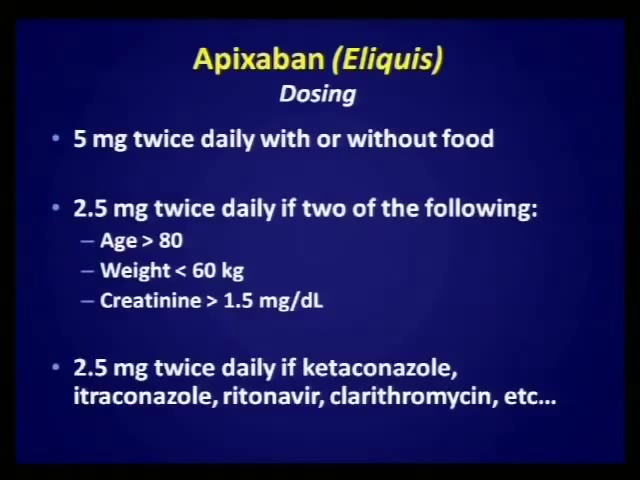 Apixaban (Eliquis)
Dosing
• 5 mg twice daily with or without food
• 2.5 mg twice daily if two of the following:
– Age > 80
– Weight < 60 kg
– Creatinine > 1.5 mg/dL
• 2.5 mg twice daily if ketaconazole,
itraconazole, ritonavir, clarithromycin, etc...